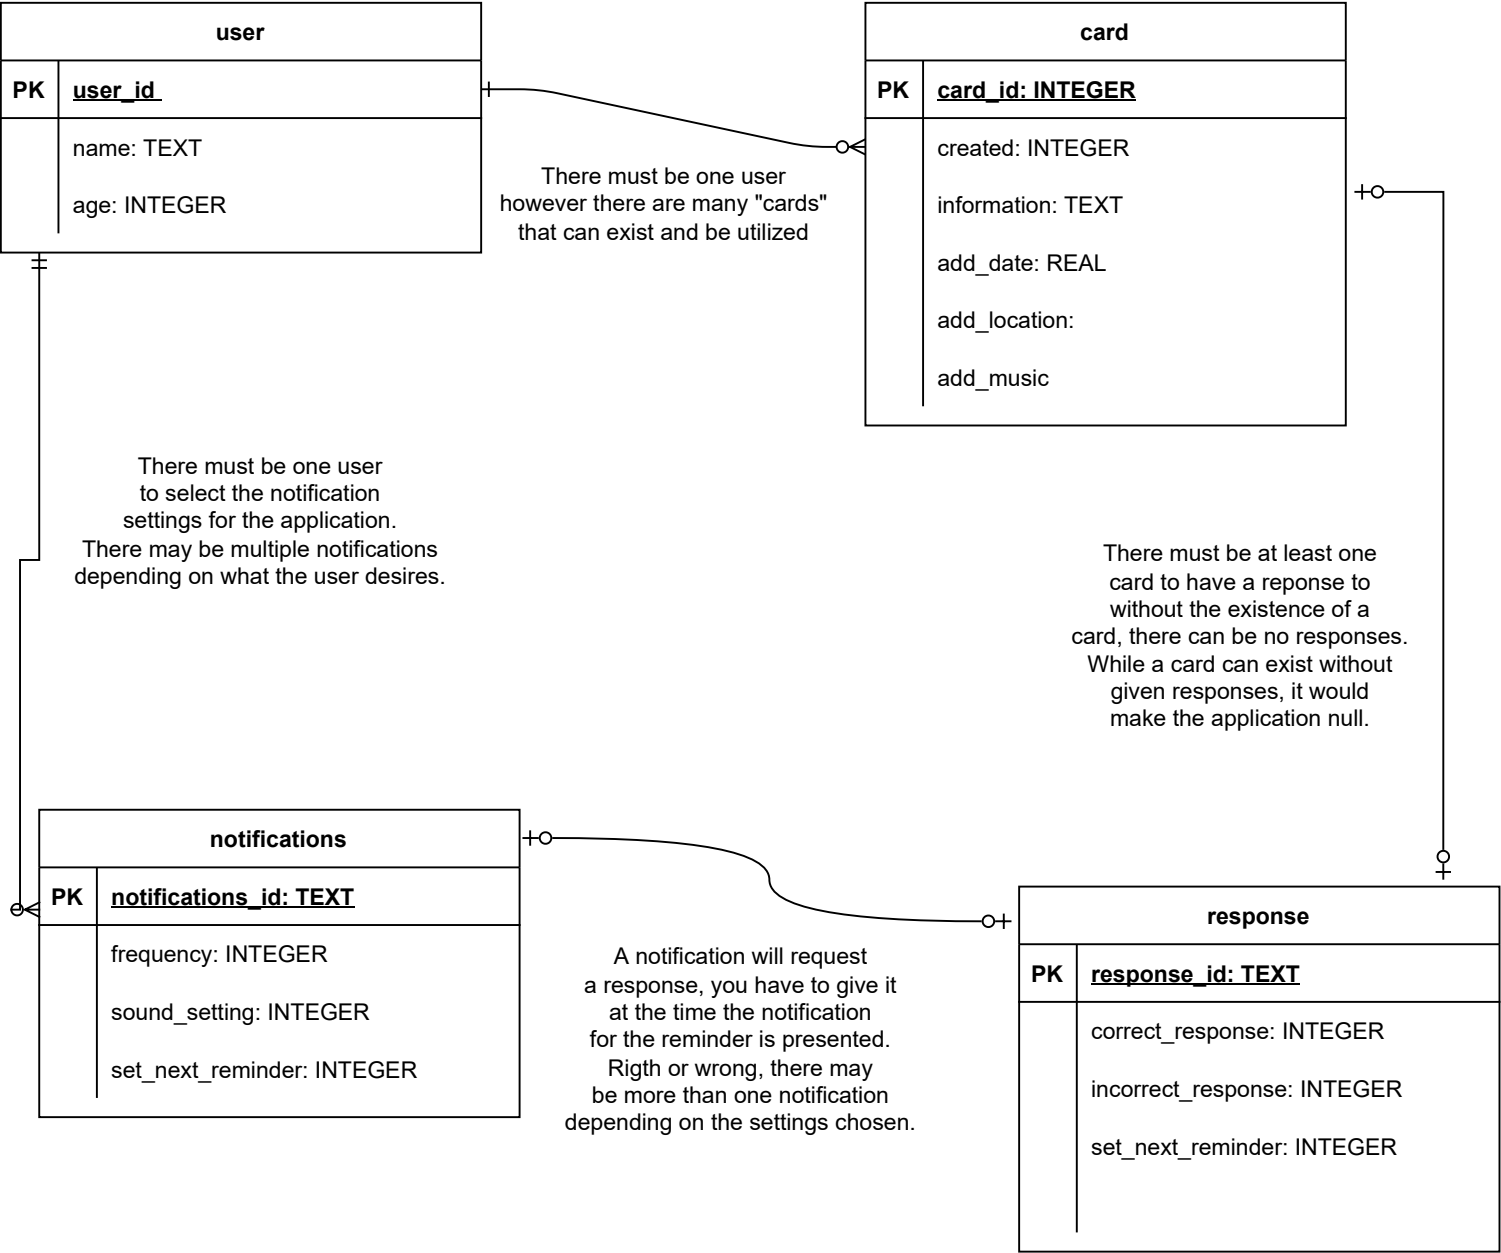 user
PK user_id
name: TEXT
age: INTEGER
card
PK card_id: INTEGER
created: INTEGER
information: TEXT
add_date: REAL
add_location:
add_music
There must be one user
however there are many "cards"
that can exist and be utilized
There must be one user
to select the notification
settings for the application.
There may be multiple notifications
depending on what the user desires.
There must be at least one
card to have a reponse to
without the existence of a
card, there can be no responses.
While a card can exist without
given responses, it would
make the application null.
notifications
PK notifications_id: TEXT
frequency: INTEGER
sound_setting: INTEGER
set_next_reminder: INTEGER
A notification will request
a response, you have to give it
at the time the notification
for the reminder is presented.
Rigth or wrong, there may
be more than one notification
depending on the settings chosen.
response
PK response_id: TEXT
correct_response: INTEGER
incorrect_response: INTEGER
set_next_reminder: INTEGER